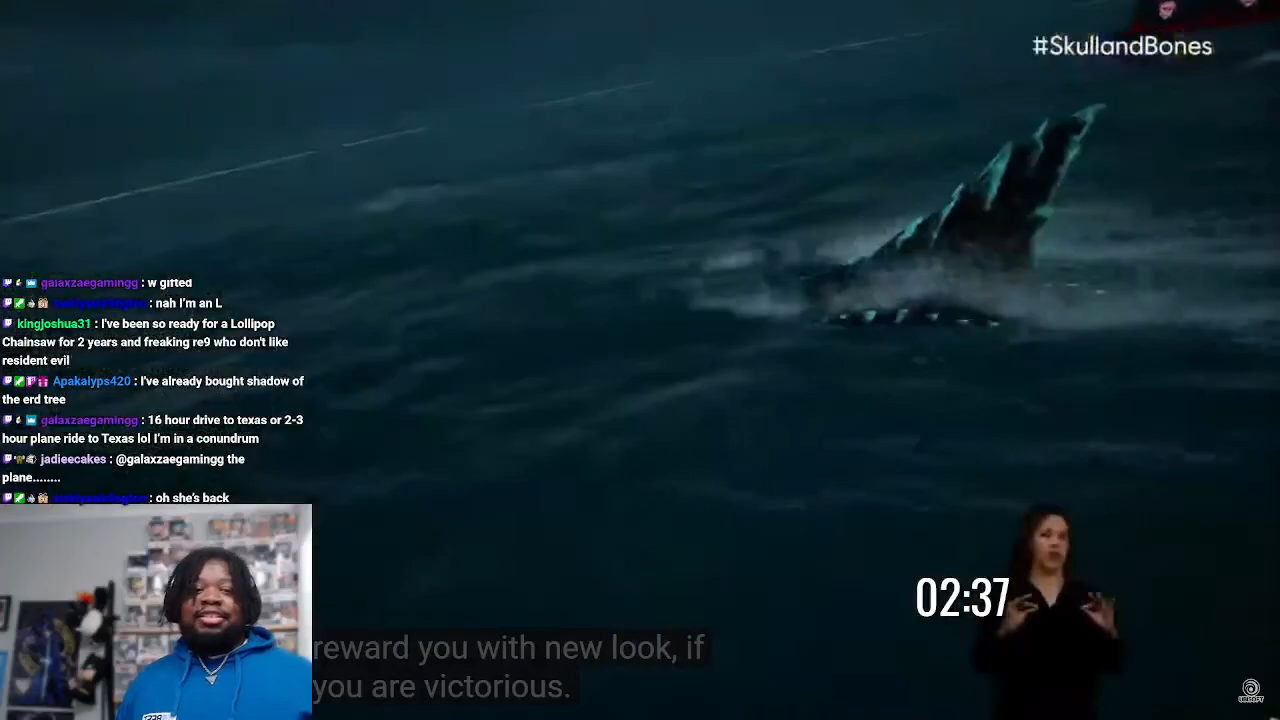 #SkullandBones
galaxzaegamingg : w gifted
: nah I'm an L
kingjoshua31 : I've been so ready for a Lollipop
Chainsaw for 2 years and freaking re9 who don't like
resident evil
Apakalyps420 : I've already bought shadow of
the erd tree
galaxzaegamingg : 16 hour drive to texas or 2-3
hour plane ride to Texas lol I'm in a conundrum
jadieecakes : @galaxzaegamingg the
plane........
: oh she's back
02:37
reward you with new look, if
you are victorious.
UBISOFT